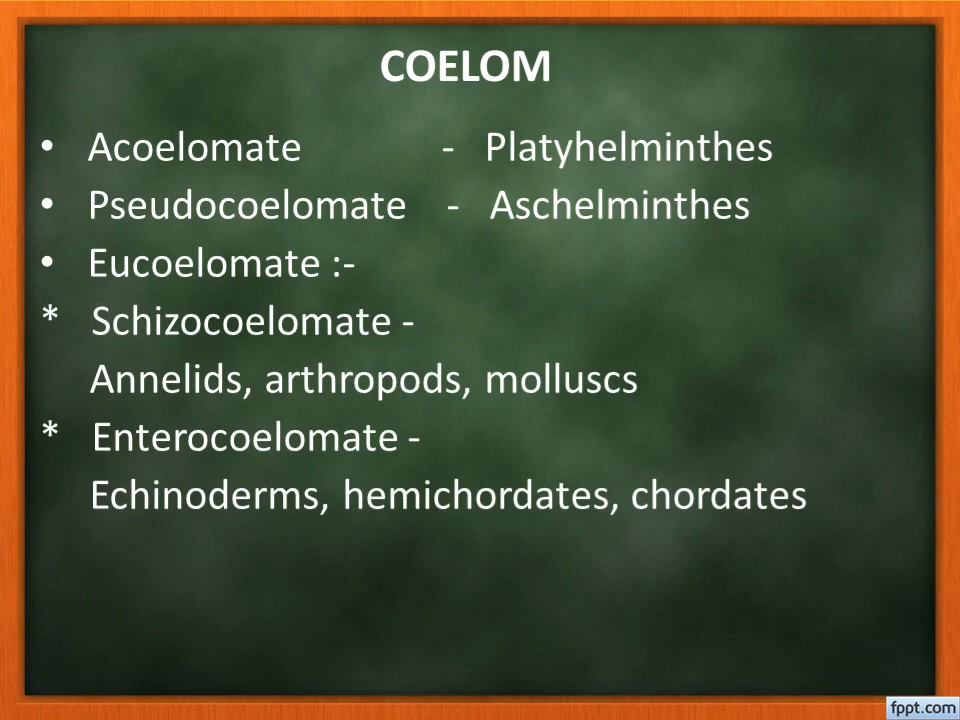 COELOM
• Acoelomate - Platyhelminthes
• Pseudocoelomate - Aschelminthes
• Eucoelomate :-
* Schizocoelomate -
Annelids, arthropods, molluscs
* Enterocoelomate -
Echinoderms, hemichordates, chordates
fppt.com